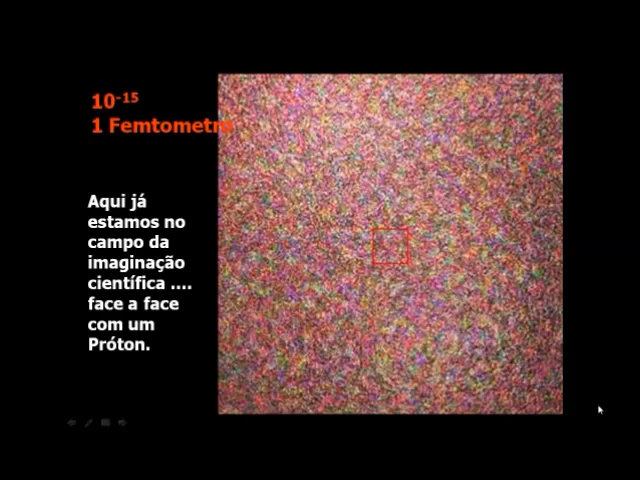 10⁻¹⁵
1 Femtometro
Aqui já
estamos no
campo da
imaginação
científica ....
face a face
com um
Próton.